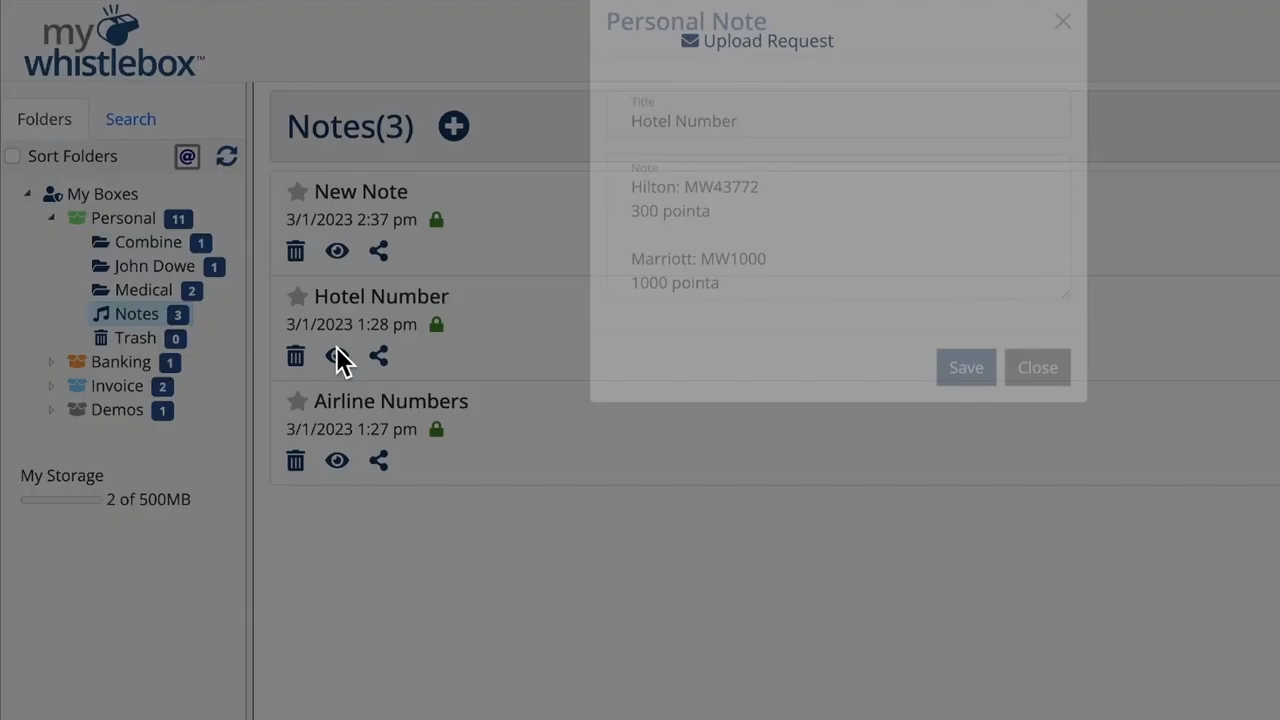 my
whistlebox™
Folders
Search
Sort Folders
@
My Boxes
Personal 11
Combine 1
John Dowe 1
Medical 2
Notes 3
Trash 0
Banking 1
Invoice 2
Demos 1
My Storage
2 of 500MB
Notes(3)
New Note
3/1/2023 2:37 pm
Hotel Number
3/1/2023 1:28 pm
Airline Numbers
3/1/2023 1:27 pm
Personal Note
Upload Request
Title
Hotel Number
Note
Hilton: MW43772
300 pointa
Marriott: MW1000
1000 pointa
Save
Close